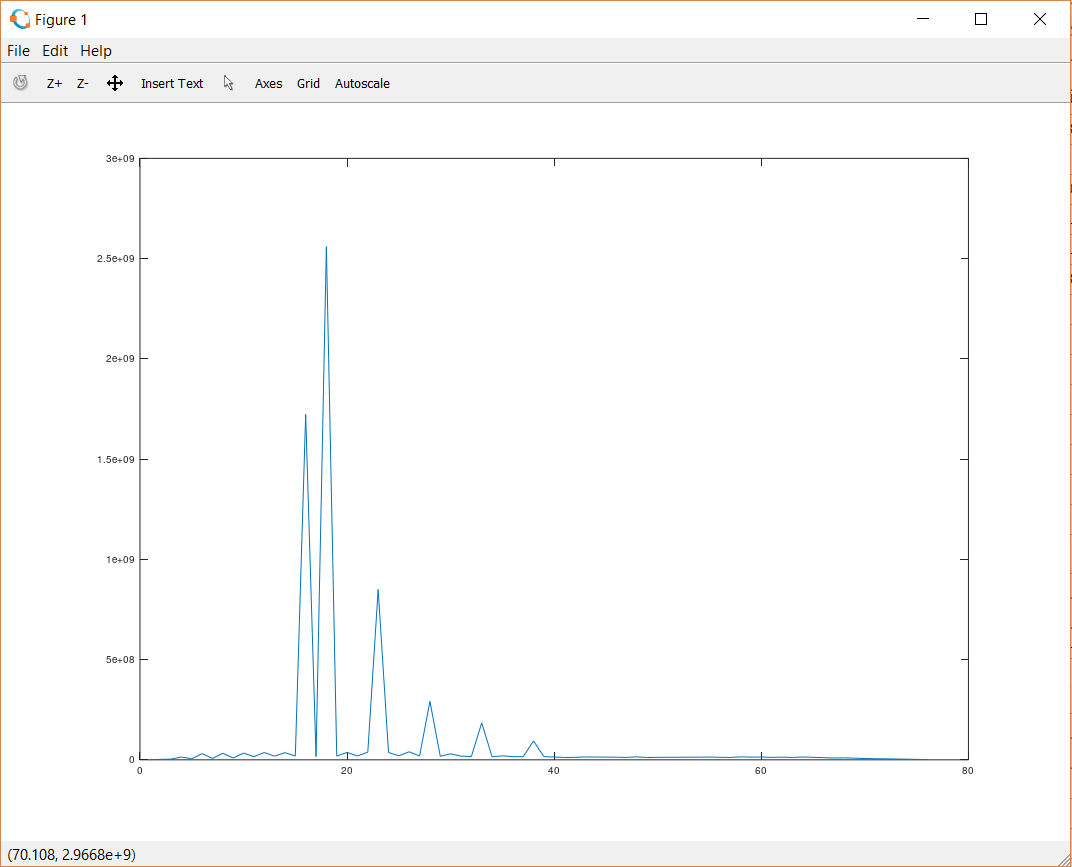 Figure 1
File Edit Help
Z+ Z- Insert Text Axes Grid Autoscale
3e+09
2.5e+09
2e+09
1.5e+09
1e+09
5e+08
0
0 20 40 60 80
(70.108, 2.9668e+9)